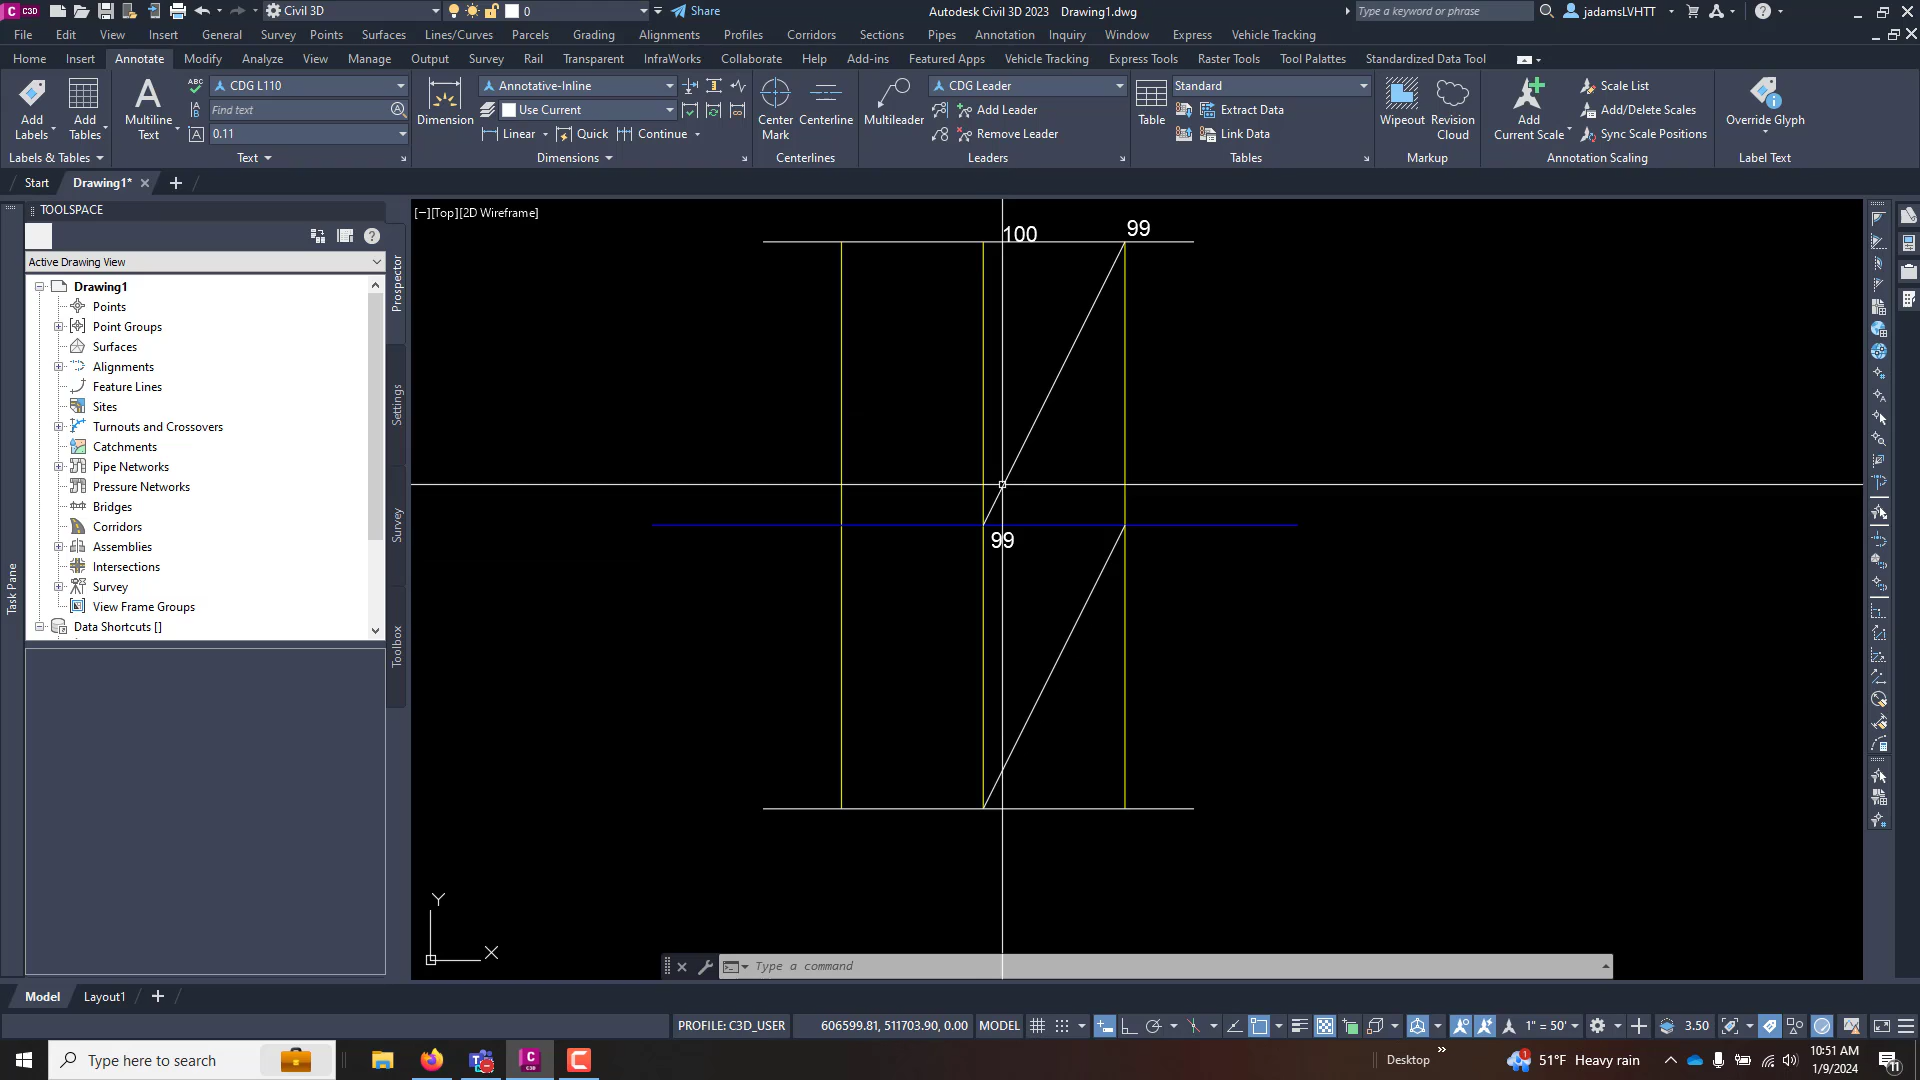 C3D
Civil 3D
0
Share
Autodesk Civil 3D 2023 Drawing1.dwg
Type a keyword or phrase
jadamsLVHTT
File Edit View Insert General Survey Points Surfaces Lines/Curves Parcels Grading Alignments Profiles Corridors Sections Pipes Annotation Inquiry Window Express Vehicle Tracking
Home Insert Annotate Modify Analyze View Manage Output Survey Rail Transparent InfraWorks Collaborate Help Add-ins Featured Apps Vehicle Tracking Express Tools Raster Tools Tool Palettes Standardized Data Tool
Add Labels
Add Tables
Labels & Tables
Multiline Text
ABC
CDG L110
Find text
0.11
Text
Dimension
Annotative-Inline
Use Current
Linear Quick Continue
Dimensions
Center Mark
Centerline
Centerlines
Multileader
CDG Leader
Add Leader
Remove Leader
Leaders
Table
Standard
Extract Data
Link Data
Tables
Wipeout
Revision Cloud
Markup
Add Current Scale
Scale List
Add/Delete Scales
Sync Scale Positions
Annotation Scaling
Override Glyph
Label Text
Start Drawing1*
TOOLSPACE
Active Drawing View
Drawing1
Points
Point Groups
Surfaces
Alignments
Feature Lines
Sites
Turnouts and Crossovers
Catchments
Pipe Networks
Pressure Networks
Bridges
Corridors
Assemblies
Intersections
Survey
View Frame Groups
Data Shortcuts []
Prospector
Settings
Survey
Toolbox
Task Pane
[−][Top][2D Wireframe]
100
99
99
Y
X
Type a command
Model Layout1
PROFILE: C3D_USER 606599.81, 511703.90, 0.00 MODEL 1" = 50' 3.50
Type here to search
Desktop
51°F Heavy rain
10:51 AM
1/9/2024
11